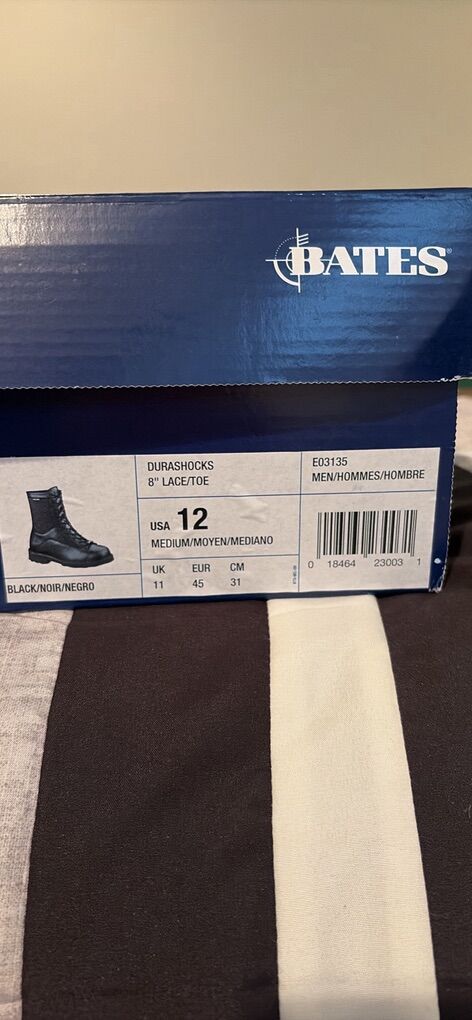 BATES®
DURASHOCKS
8" LACE/TOE
E03135
MEN/HOMMES/HOMBRE
USA 12
MEDIUM/MOYEN/MEDIANO
UK EUR CM
11 45 31
0 18464 23003 1
BLACK/NOIR/NEGRO